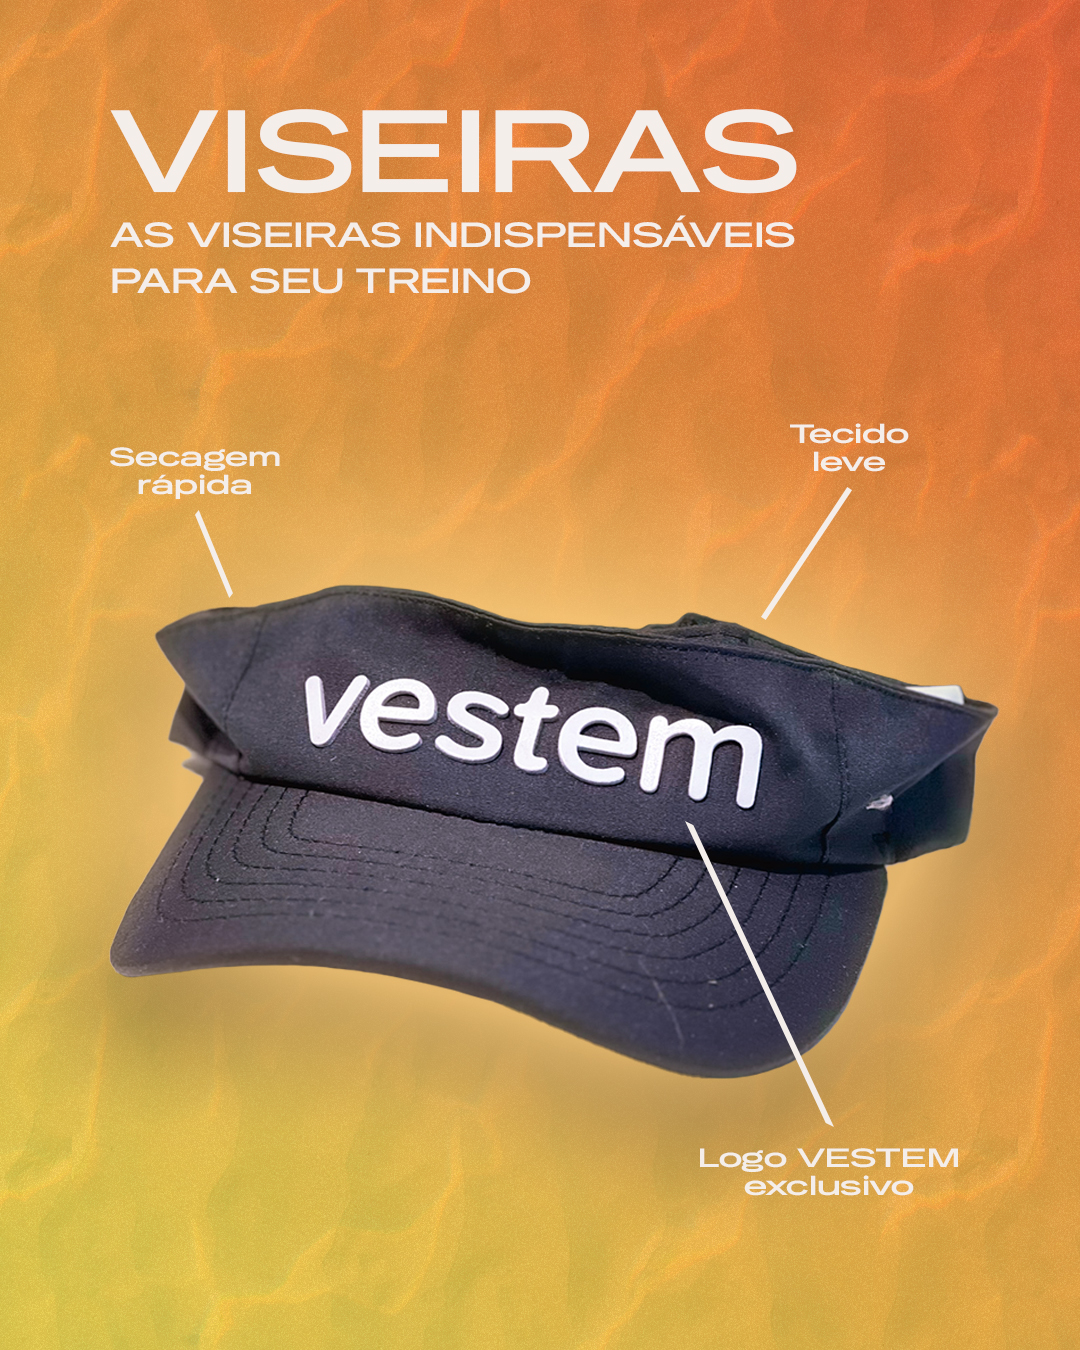 VISEIRAS
AS VISEIRAS INDISPENSÁVEIS
PARA SEU TREINO
Secagem
rápida
Tecido
leve
vestem
Logo VESTEM
exclusivo